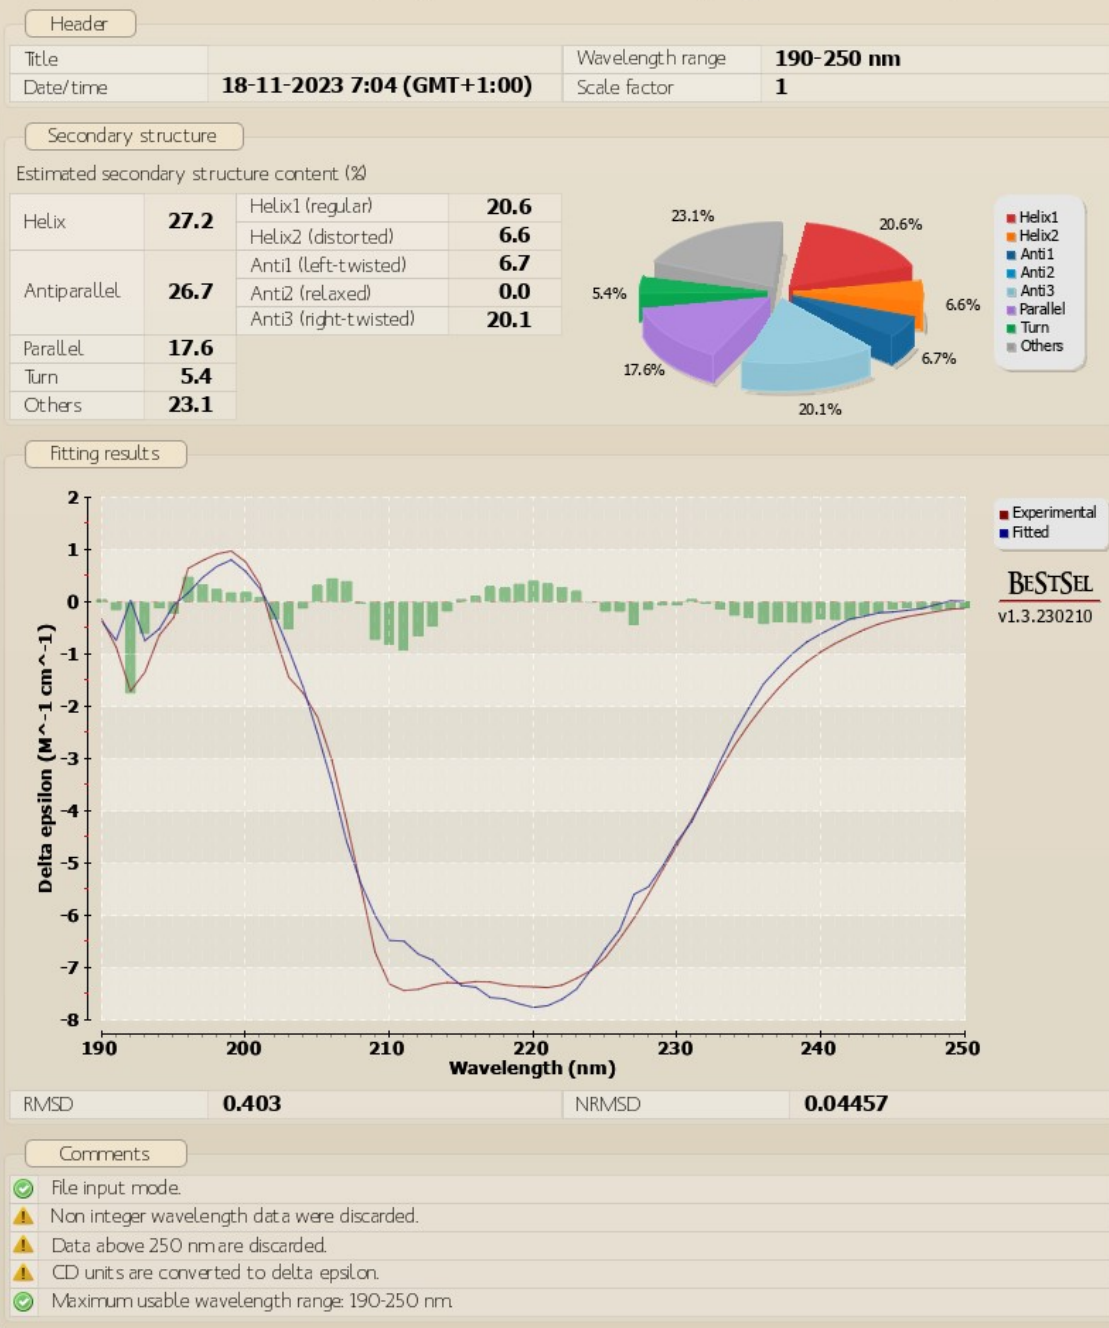 Header
Title
Wavelength range 190-250 nm
Date/time 18-11-2023 7:04 (GMT+1:00) Scale factor 1
Secondary structure
Estimated secondary structure content (%)
Helix 27.2
Helix1 (regular) 20.6
Helix2 (distorted) 6.6
Antiparallel 26.7
Anti1 (left-twisted) 6.7
Anti2 (relaxed) 0.0
Anti3 (right-twisted) 20.1
Parallel 17.6
Turn 5.4
Others 23.1
23.1%
20.6%
5.4%
6.6%
17.6%
6.7%
20.1%
Helix1
Helix2
Anti1
Anti2
Anti3
Parallel
Turn
Others
Fitting results
2
1
0
-1
-2
-3
-4
-5
-6
-7
-8
Delta epsilon (M^-1 cm^-1)
190 200 210 220 230 240 250
Wavelength (nm)
Experimental
Fitted
BESTSEL
v1.3.230210
RMSD 0.403 NRMSD 0.04457
Comments
File input mode.
Non integer wavelength data were discarded.
Data above 250 nm are discarded.
CD units are converted to delta epsilon.
Maximum usable wavelength range: 190-250 nm.